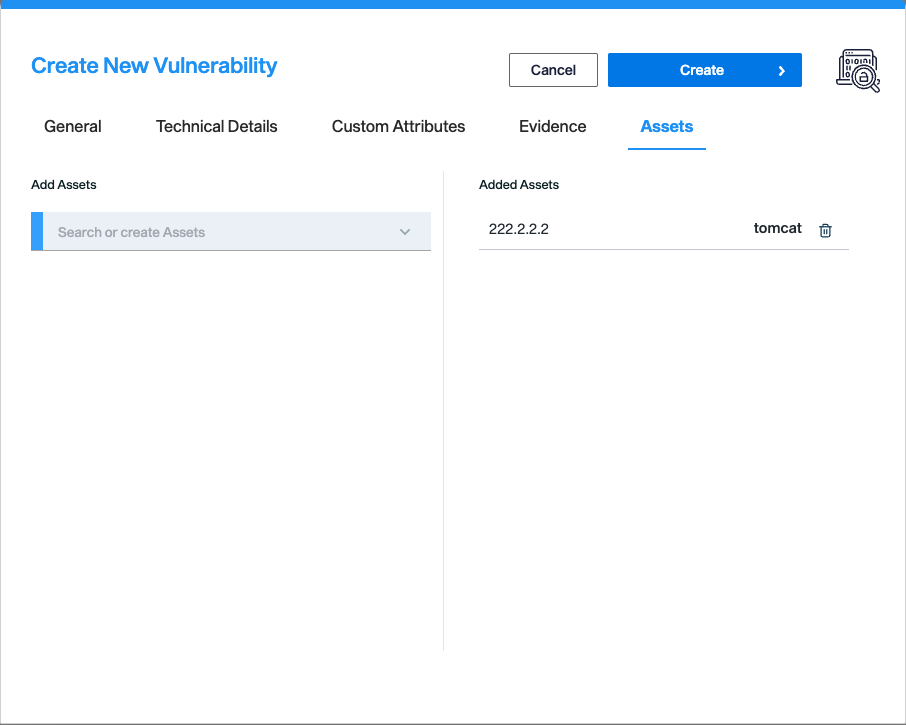 Create New Vulnerability
Cancel
Create
General Technical Details Custom Attributes Evidence Assets
Add Assets
Search or create Assets
Added Assets
222.2.2.2 tomcat